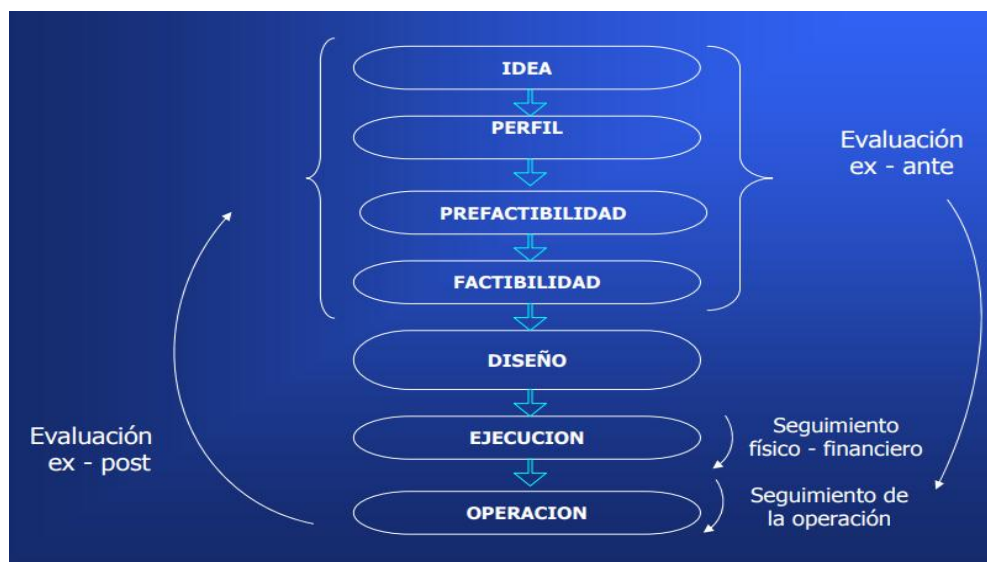 IDEA
PERFIL
Evaluación
ex - ante
PREFACTIBILIDAD
FACTIBILIDAD
DISEÑO
Evaluación
ex - post
EJECUCION
Seguimiento
físico - financiero
OPERACION
Seguimiento de
la operación